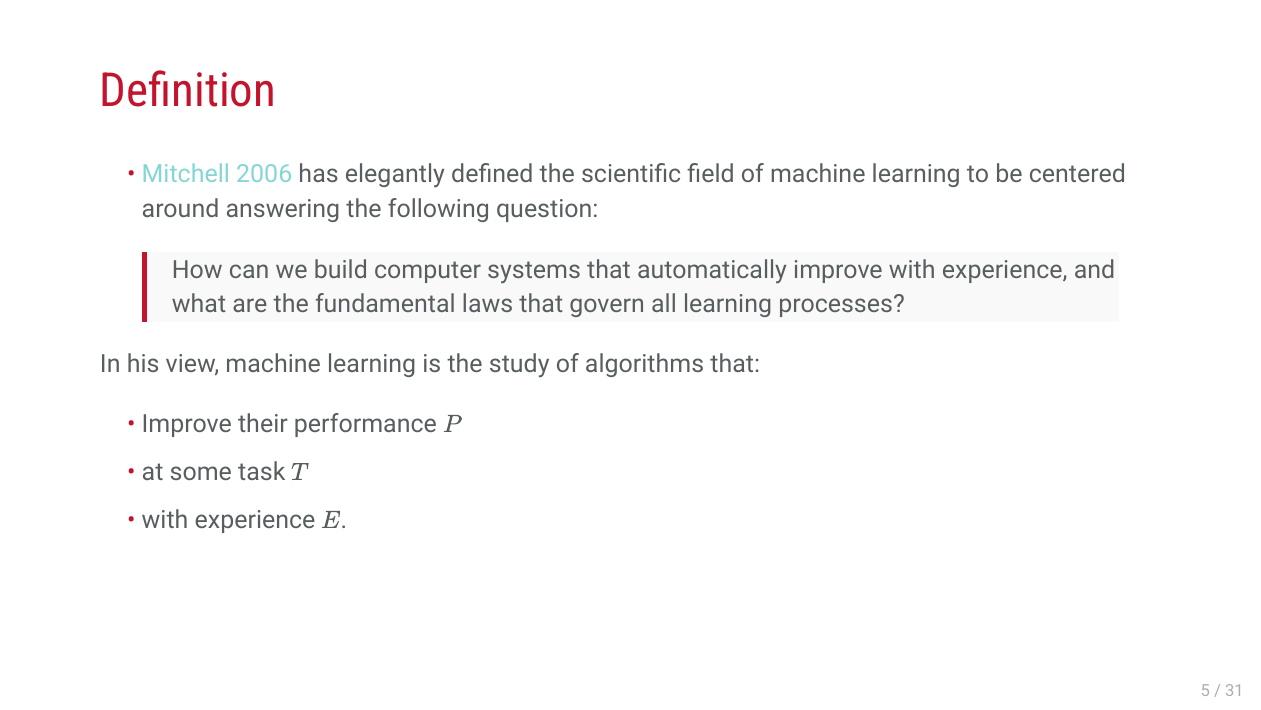 Definition
• Mitchell 2006 has elegantly defined the scientific field of machine learning to be centered
around answering the following question:
How can we build computer systems that automatically improve with experience, and
what are the fundamental laws that govern all learning processes?
In his view, machine learning is the study of algorithms that:
• Improve their performance P
• at some task T
• with experience E.
5 / 31